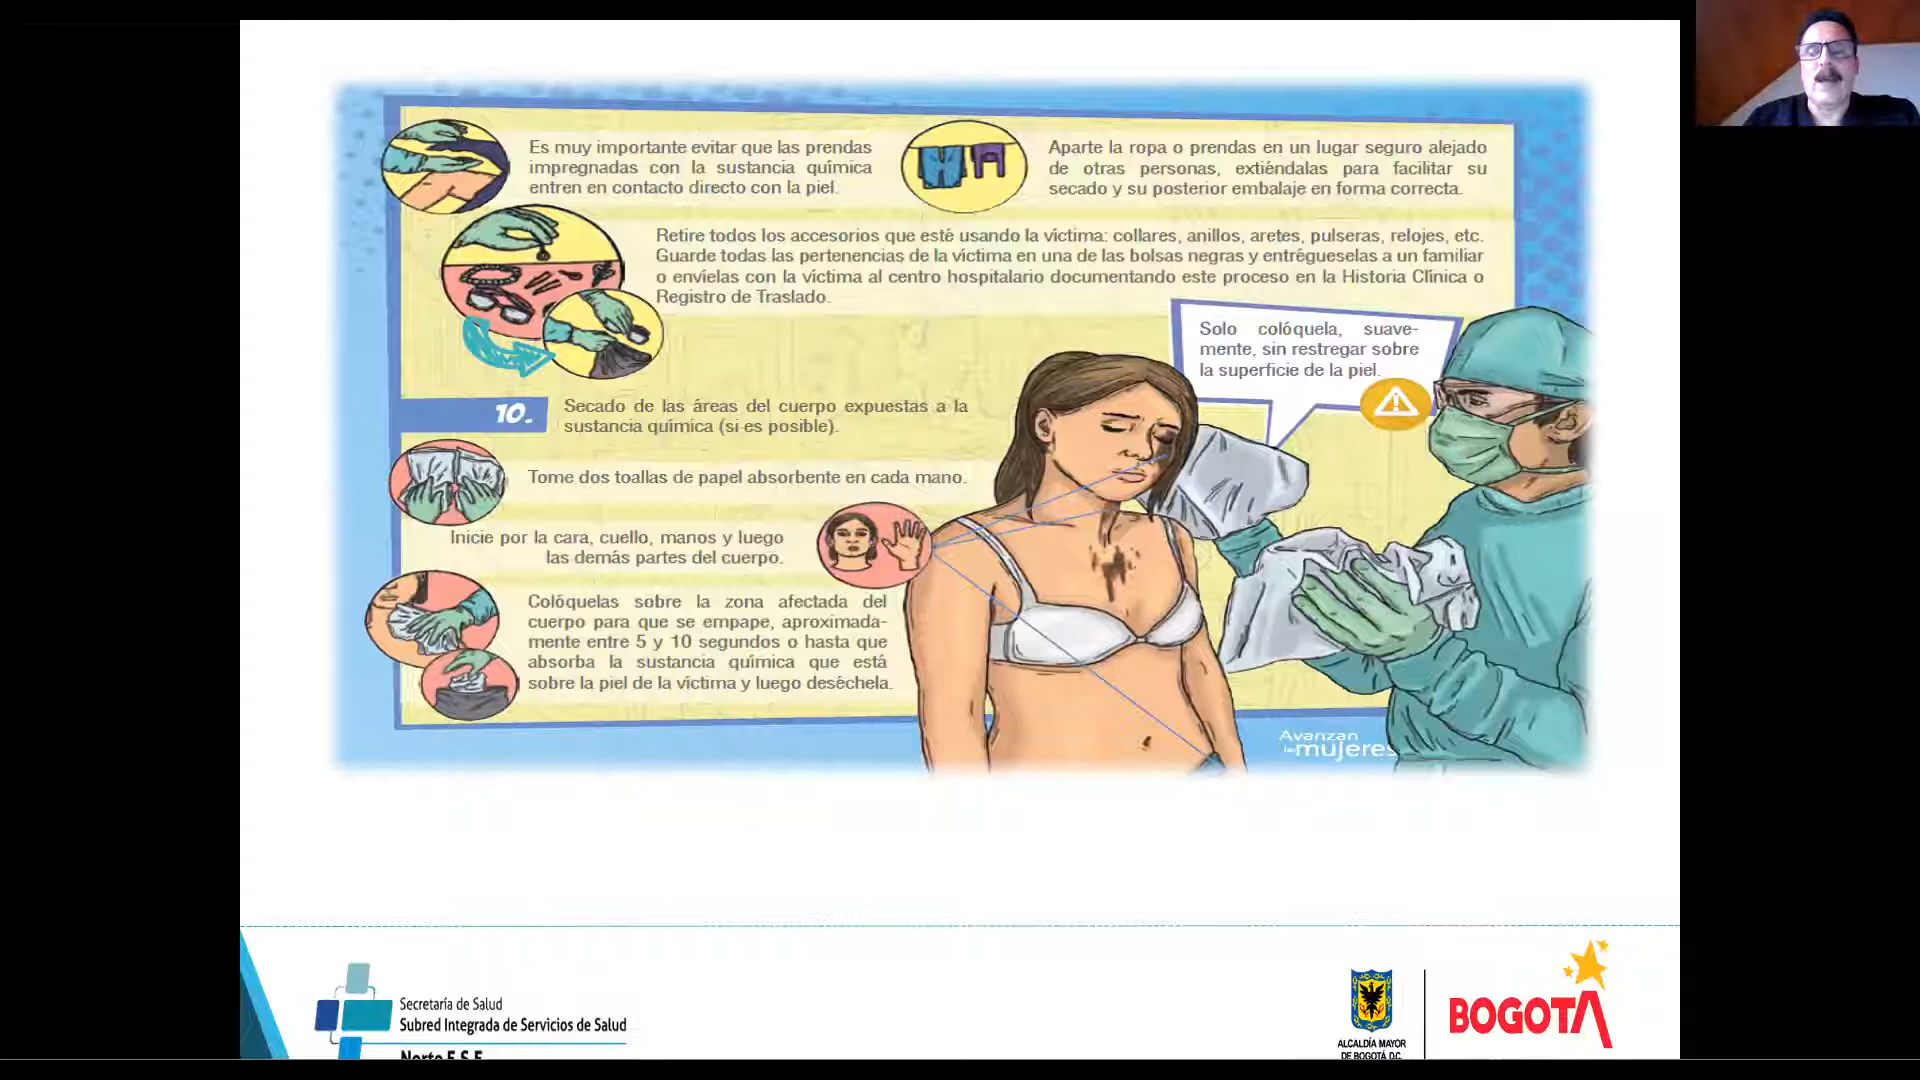 Es muy importante evitar que las prendas
impregnadas con la sustancia química
entren en contacto directo con la piel.
Aparte la ropa o prendas en un lugar seguro alejado
de otras personas, extiéndalas para facilitar su
secado y su posterior embalaje en forma correcta.
Retire todos los accesorios que esté usando la víctima: collares, anillos, aretes, pulseras, relojes, etc.
Guarde todas las pertenencias de la víctima en una de las bolsas negras y entrégueselas a un familiar
o envíelas con la víctima al centro hospitalario documentando este proceso en la Historia Clínica o
Registro de Traslado.
Solo colóquela, suave-
mente, sin restregar sobre
la superficie de la piel.
10.
Secado de las áreas del cuerpo expuestas a la
sustancia química (si es posible).
Tome dos toallas de papel absorbente en cada mano.
Inicie por la cara, cuello, manos y luego
las demás partes del cuerpo.
Colóquelas sobre la zona afectada del
cuerpo para que se empape, aproximada-
mente entre 5 y 10 segundos o hasta que
absorba la sustancia química que está
sobre la piel de la víctima y luego deséchela.
Avanzan
las mujeres
Secretaría de Salud
Subred Integrada de Servicios de Salud
Norte E.S.E.
ALCALDÍA MAYOR
DE BOGOTÁ D.C.
BOGOTÁ